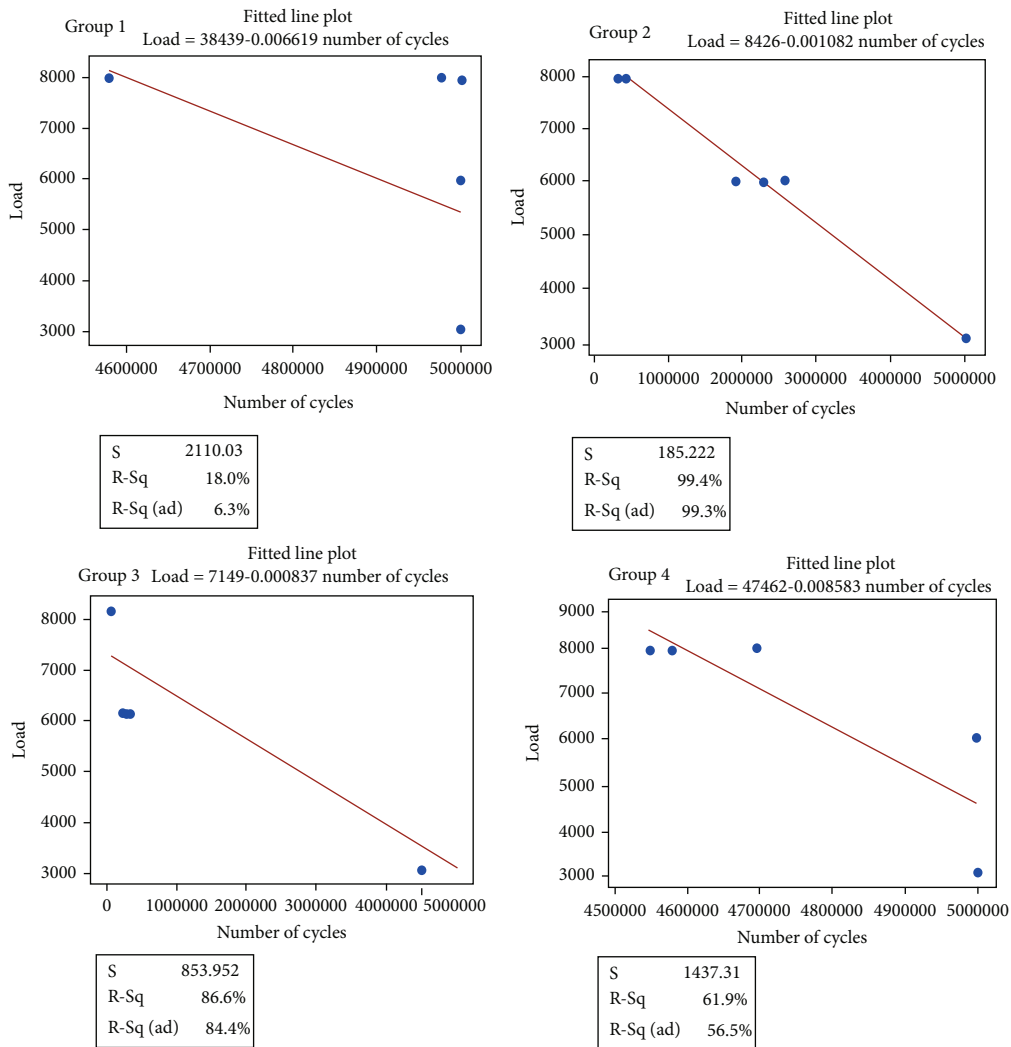 Group 1
Fitted line plot
Load = 38439-0.006619 number of cycles
8000
7000
6000
5000
4000
3000
Load
4600000 4700000 4800000 4900000 5000000
Number of cycles
S 2110.03
R-Sq 18.0%
R-Sq (ad) 6.3%
Group 2
Fitted line plot
Load = 8426-0.001082 number of cycles
8000
7000
6000
5000
4000
3000
Load
0 1000000 2000000 3000000 4000000 5000000
Number of cycles
S 185.222
R-Sq 99.4%
R-Sq (ad) 99.3%
Group 3
Fitted line plot
Load = 7149-0.000837 number of cycles
8000
7000
6000
5000
4000
3000
Load
0 1000000 2000000 3000000 4000000 5000000
Number of cycles
S 853.952
R-Sq 86.6%
R-Sq (ad) 84.4%
Group 4
Fitted line plot
Load = 47462-0.008583 number of cycles
9000
8000
7000
6000
5000
4000
3000
Load
4500000 4600000 4700000 4800000 4900000 5000000
Number of cycles
S 1437.31
R-Sq 61.9%
R-Sq (ad) 56.5%